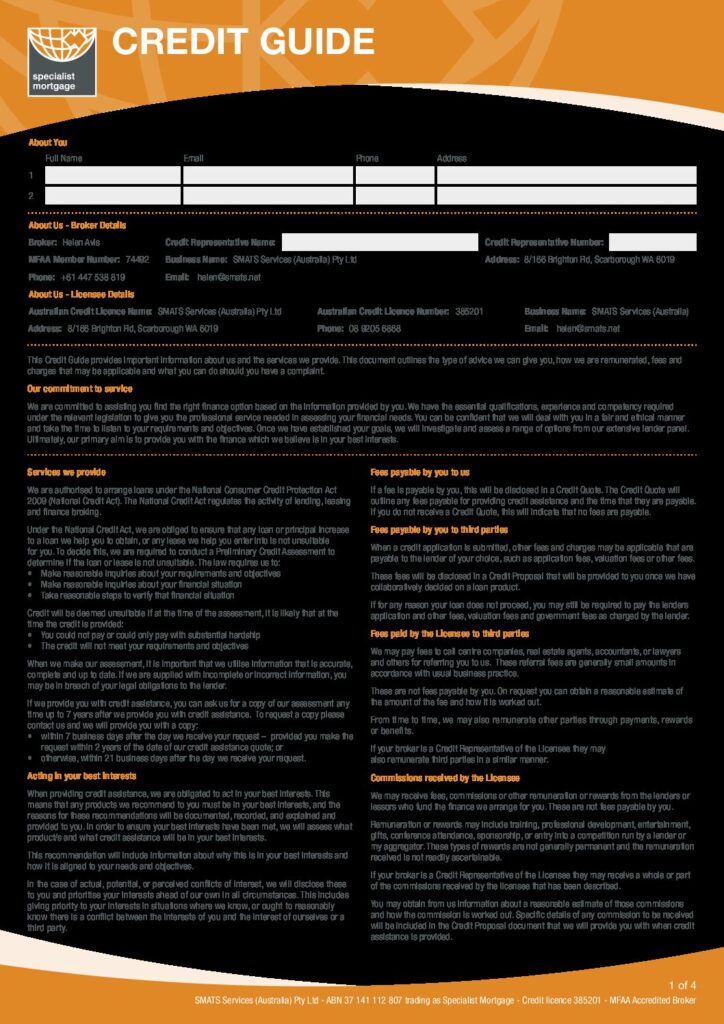 CREDIT GUIDE
specialist
mortgage
About You
Full Name Email Phone Address
1
2
About Us - Broker Details
Broker: Helen Avis Credit Representative Name: Credit Representative Number:
MFAA Member Number: 74492 Business Name: SMATS Services (Australia) Pty Ltd Address: 8/166 Brighton Rd, Scarborough WA 6019
Phone: +61 447 538 819 Email: helen@smats.net
About Us - Licensee Details
Australian Credit Licence Name: SMATS Services (Australia) Pty Ltd Australian Credit Licence Number: 385201 Business Name: SMATS Services (Australia)
Address: 8/166 Brighton Rd, Scarborough WA 6019 Phone: 08 9205 6668 Email: helen@smats.net
This Credit Guide provides important information about us and the services we provide. This document outlines the type of advice we can give you, how we are remunerated, fees and
charges that may be applicable and what you can do should you have a complaint.
Our commitment to service
We are committed to assisting you find the right finance option based on the information provided by you. We have the essential qualifications, experience and competency required
under the relevant legislation to give you the professional service needed in assessing your financial needs. You can be confident that we will deal with you in a fair and ethical manner
and take the time to listen to your requirements and objectives. Once we have established your goals, we will investigate and assess a range of options from our extensive lender panel.
Ultimately, our primary aim is to provide you with the finance which we believe is in your best interests.
Services we provide
We are authorised to arrange loans under the National Consumer Credit Protection Act
2009 (National Credit Act). The National Credit Act regulates the activity of lending, leasing
and finance broking.
Under the National Credit Act, we are obliged to ensure that any loan or principal increase
to a loan we help you to obtain, or any lease we help you enter into is not unsuitable
for you. To decide this, we are required to conduct a Preliminary Credit Assessment to
determine if the loan or lease is not unsuitable. The law requires us to:
• Make reasonable inquiries about your requirements and objectives
• Make reasonable inquiries about your financial situation
• Take reasonable steps to verify that financial situation
Credit will be deemed unsuitable if at the time of the assessment, it is likely that at the
time the credit is provided:
• You could not pay or could only pay with substantial hardship
• The credit will not meet your requirements and objectives
When we make our assessment, it is important that we utilise information that is accurate,
complete and up to date. If we are supplied with incomplete or incorrect information, you
may be in breach of your legal obligations to the lender.
If we provide you with credit assistance, you can ask us for a copy of our assessment any
time up to 7 years after we provide you with credit assistance. To request a copy please
contact us and we will provide you with a copy:
• within 7 business days after the day we receive your request – provided you make the
request within 2 years of the date of our credit assistance quote; or
• otherwise, within 21 business days after the day we receive your request.
Acting in your best interests
When providing credit assistance, we are obligated to act in your best interests. This
means that any products we recommend to you must be in your best interests, and the
reasons for these recommendations will be documented, recorded, and explained and
provided to you. In order to ensure your best interests have been met, we will assess what
product/s and what credit assistance will be in your best interests.
This recommendation will include information about why this is in your best interests and
how it is aligned to your needs and objectives.
In the case of actual, potential, or perceived conflicts of interest, we will disclose these
to you and prioritise your interests ahead of our own in all circumstances. This includes
giving priority to your interests in situations where we know, or ought to reasonably
know there is a conflict between the interests of you and the interest of ourselves or a
third party.
Fees payable by you to us
If a fee is payable by you, this will be disclosed in a Credit Quote. The Credit Quote will
outline any fees payable for providing credit assistance and the time that they are payable.
If you do not receive a Credit Quote, this will indicate that no fees are payable.
Fees payable by you to third parties
When a credit application is submitted, other fees and charges may be applicable that are
payable to the lender of your choice, such as application fees, valuation fees or other fees.
These fees will be disclosed in a Credit Proposal that will be provided to you once we have
collaboratively decided on a loan product.
If for any reason your loan does not proceed, you may still be required to pay the lenders
application and other fees, valuation fees and government fees as charged by the lender.
Fees paid by the Licensee to third parties
We may pay fees to call centre companies, real estate agents, accountants, or lawyers
and others for referring you to us. These referral fees are generally small amounts in
accordance with usual business practice.
These are not fees payable by you. On request you can obtain a reasonable estimate of
the amount of the fee and how it is worked out.
From time to time, we may also remunerate other parties through payments, rewards
or benefits.
If your broker is a Credit Representative of the Licensee they may
also remunerate third parties in a similar manner.
Commissions received by the Licensee
We may receive fees, commissions or other remuneration or rewards from the lenders or
lessors who fund the finance we arrange for you. These are not fees payable by you.
Remuneration or rewards may include training, professional development, entertainment,
gifts, conference attendance, sponsorship, or entry into a competition run by a lender or
my aggregator. These types of rewards are not generally permanent and the remuneration
received is not readily ascertainable.
If your broker is a Credit Representative of the Licensee they may receive a whole or part
of the commissions received by the licensee that has been described.
You may obtain from us information about a reasonable estimate of those commissions
and how the commission is worked out. Specific details of any commission to be received
will be included in the Credit Proposal document that we will provide you with when credit
assistance is provided.
1 of 4
SMATS Services (Australia) Pty Ltd - ABN 37 141 112 807 trading as Specialist Mortgage - Credit licence 385201 - MFAA Accredited Broker